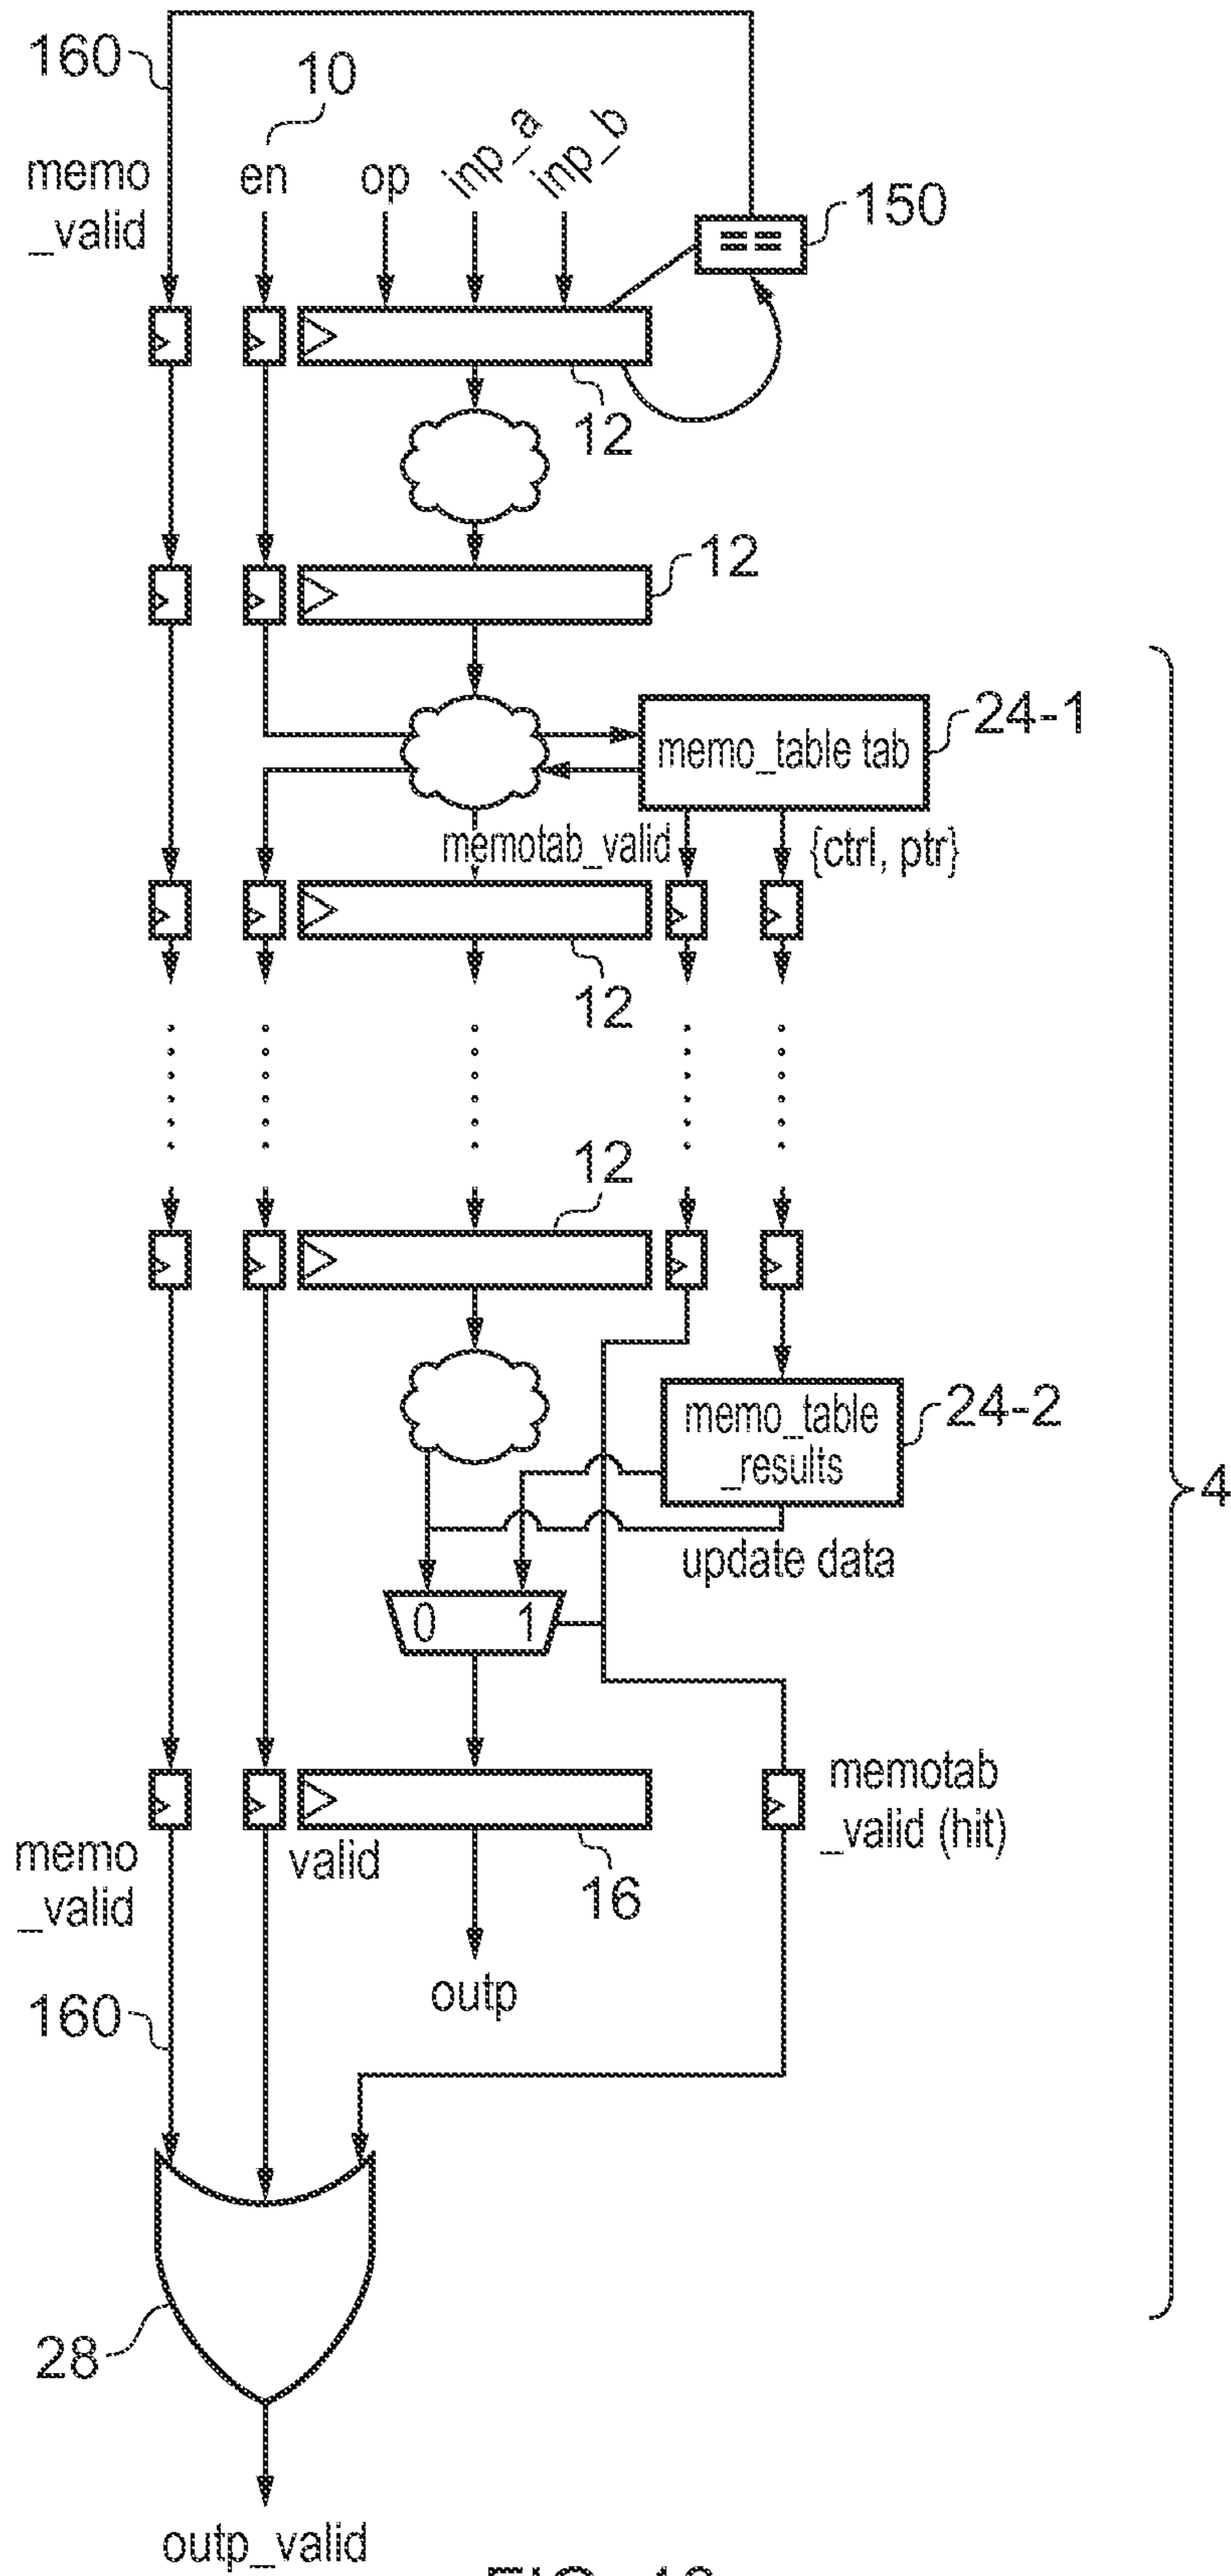 160
10
memo
_valid
en
op
inp_a
inp_b
150
==
12
12
24-1
memo_table tab
memotab_valid
{ctrl, ptr}
12
12
memo_table
_results
24-2
4
update data
0
1
memotab
_valid (hit)
memo
_valid
valid
16
outp
160
28
outp_valid